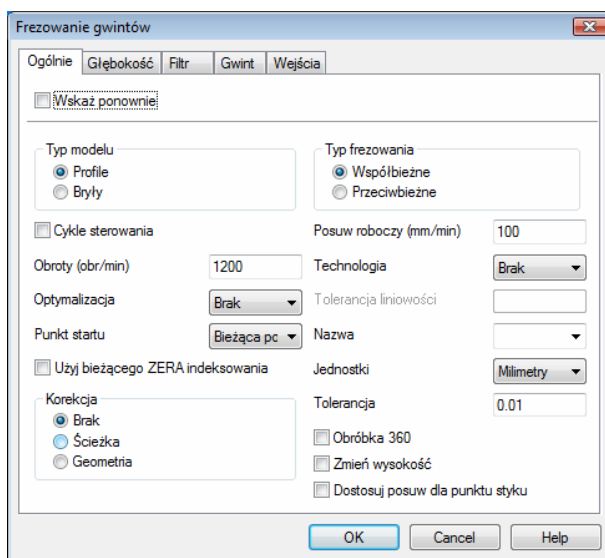 Frezowanie gwintów
Ogólnie Głębokość Filtr Gwint Wejścia
Wskaż ponownie
Typ modelu
Profile
Bryły
Typ frezowania
Współbieżne
Przeciwbieżne
Cykle sterowania
Posuw roboczy (mm/min) 100
Obroty (obr/min) 1200
Technologia Brak
Optymalizacja Brak
Tolerancja liniowości
Punkt startu Bieżąca pc
Nazwa
Użyj bieżącego ZERA indeksowania
Jednostki Milimetry
Korekcja
Brak
Ścieżka
Geometria
Tolerancja 0.01
Obróbka 360
Zmień wysokość
Dostosuj posuw dla punktu styku
OK Cancel Help